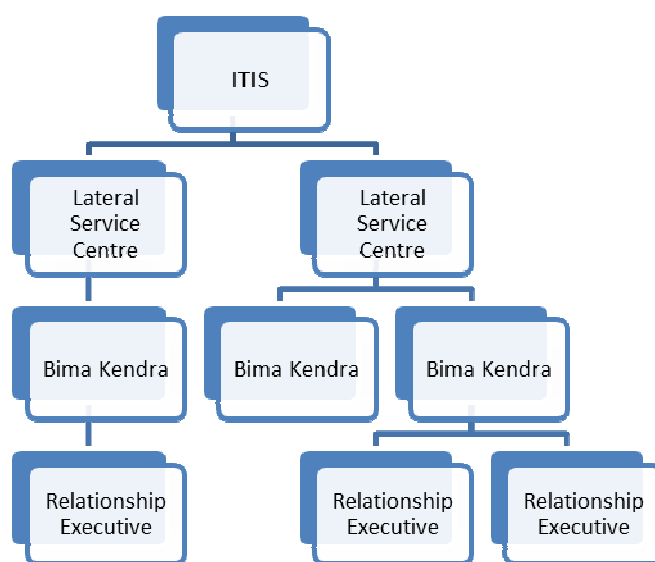 ITIS
Lateral
Service
Centre
Lateral
Service
Centre
Bima Kendra
Bima Kendra
Bima Kendra
Relationship
Executive
Relationship
Executive
Relationship
Executive